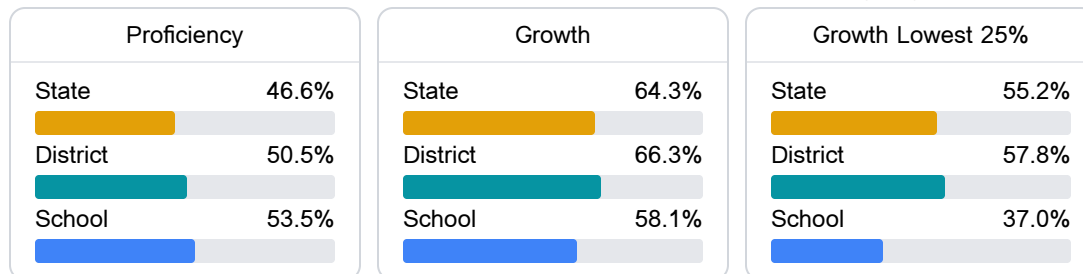 Proficiency
State 46.6%
District 50.5%
School 53.5%
Growth
State 64.3%
District 66.3%
School 58.1%
Growth Lowest 25%
State 55.2%
District 57.8%
School 37.0%